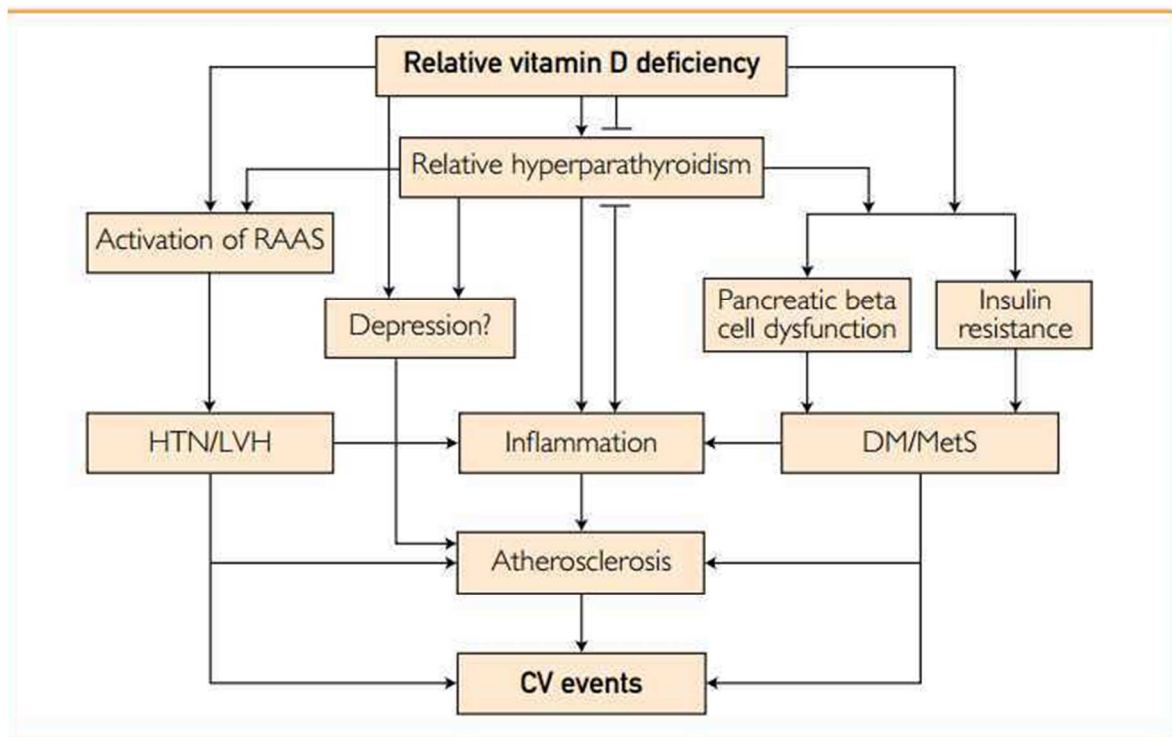 Relative vitamin D deficiency
Relative hyperparathyroidism
Activation of RAAS
Depression?
Pancreatic beta
cell dysfunction
Insulin
resistance
HTN/LVH
Inflammation
DM/MetS
Atherosclerosis
CV events